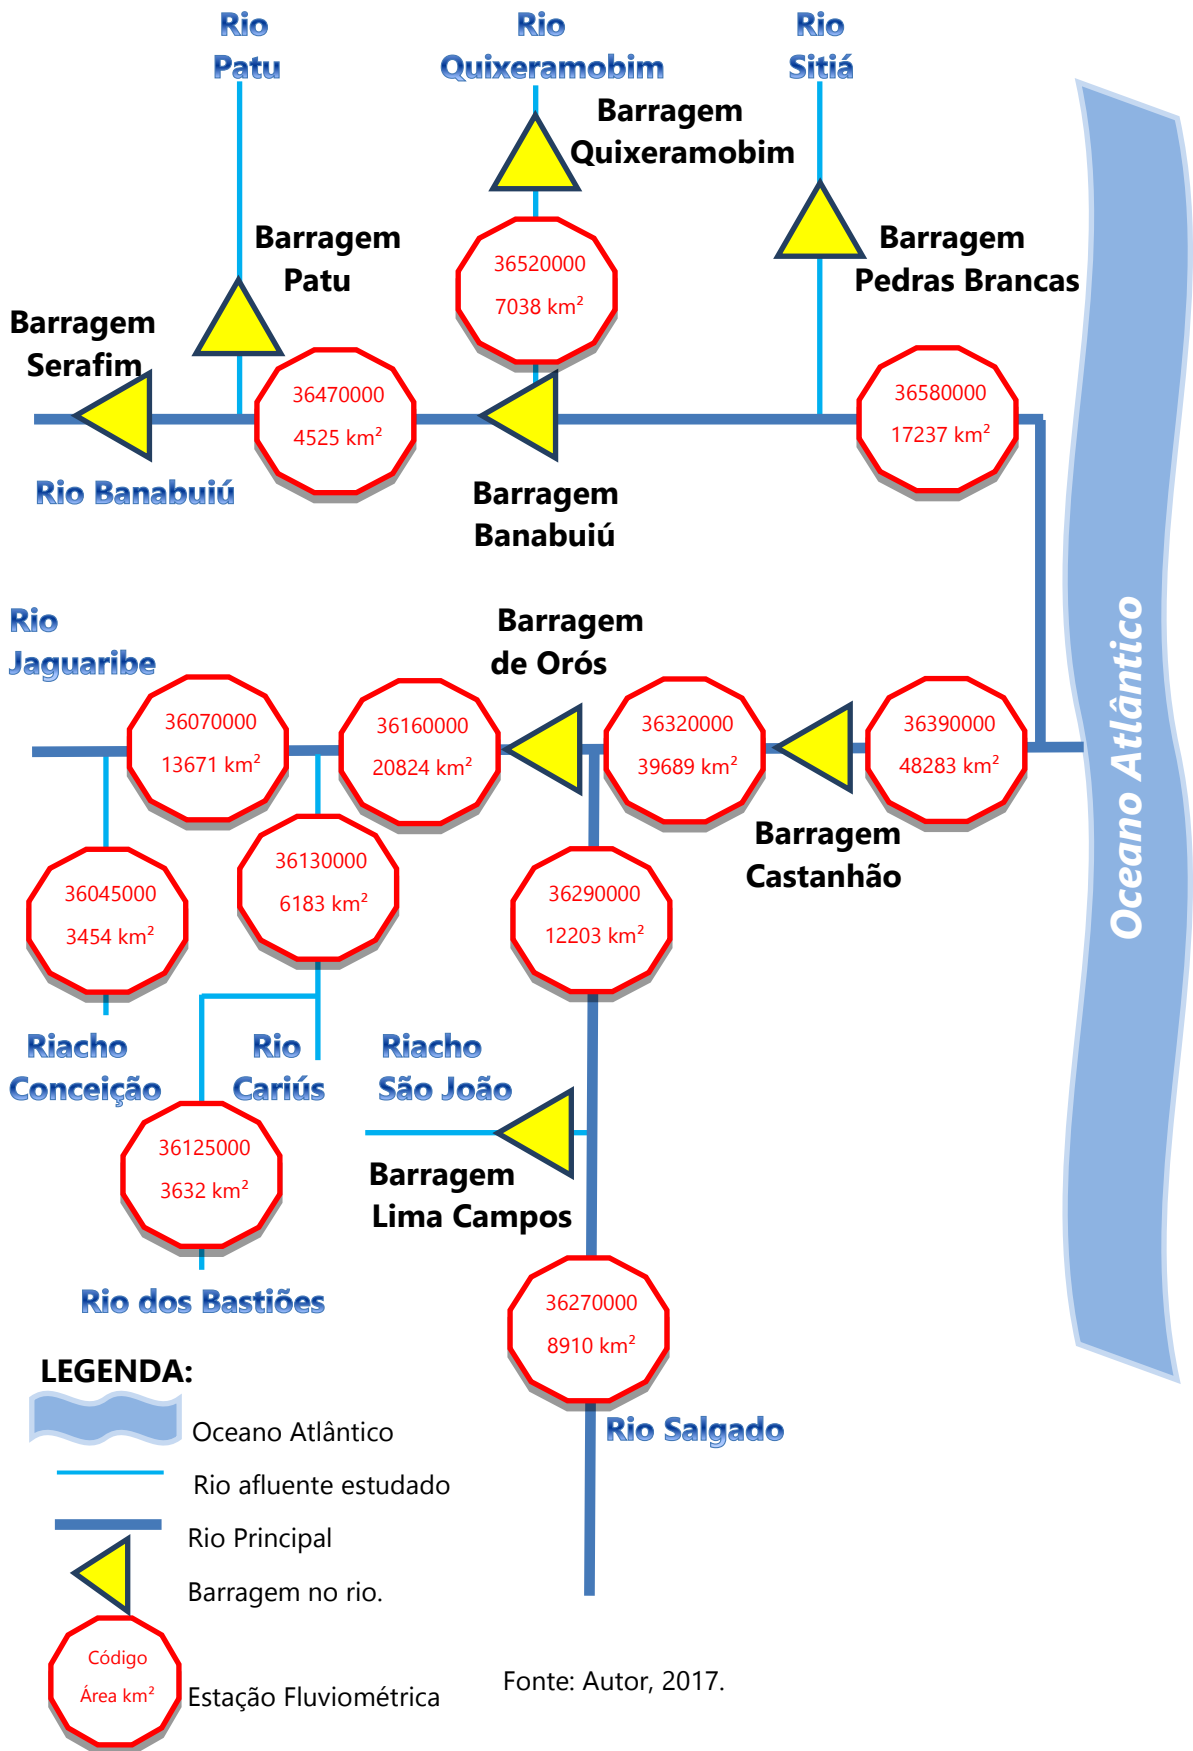 Rio
Patu
Rio
Quixeramobim
Rio
Sitiá
Barragem
Quixeramobim
Barragem
Patu
36520000
7038 km²
Barragem
Pedras Brancas
Barragem
Serafim
36470000
4525 km²
36580000
17237 km²
Rio Banabuiú
Barragem
Banabuiú
Oceano Atlântico
Rio
Jaguaribe
Barragem
de Orós
36070000
13671 km²
36160000
20824 km²
36320000
39689 km²
36390000
48283 km²
Barragem
Castanhão
36045000
3454 km²
36130000
6183 km²
36290000
12203 km²
Riacho
Conceição
Rio
Cariús
Riacho
São João
36125000
3632 km²
Barragem
Lima Campos
Rio dos Bastiões
36270000
8910 km²
Rio Salgado
LEGENDA:
Oceano Atlântico
Rio afluente estudado
Rio Principal
Barragem no rio.
Código
Área km²
Estação Fluviométrica
Fonte: Autor, 2017.